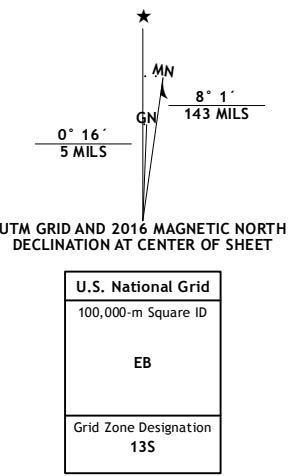 ★
MN
GN
8° 1´
143 MILS
0° 16´
5 MILS
UTM GRID AND 2016 MAGNETIC NORTH
DECLINATION AT CENTER OF SHEET
U.S. National Grid
100,000-m Square ID
EB
Grid Zone Designation
13S